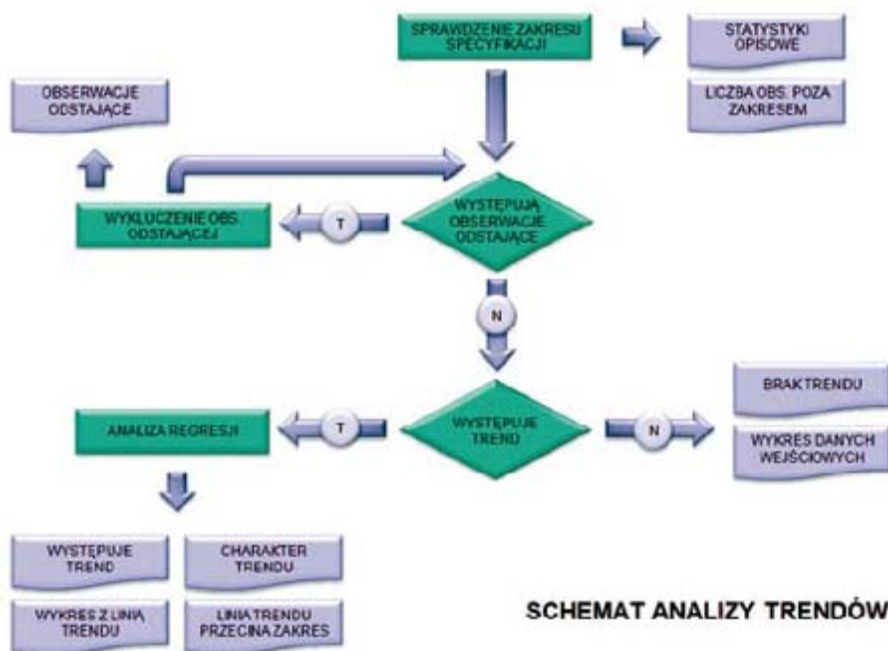 SPRAWDZENIE ZAKRESU
SPECYFIKACJI
STATYSTYKI
OPISOWE
LICZBA OBS. POZA
ZAKRESEM
OBSERWACJE
ODSTAJĄCE
WYKLUCZENIE OBS.
ODSTAJĄCEJ
T
WYSTĘPUJĄ
OBSERWACJE
ODSTAJĄCE
N
ANALIZA REGRESJI
T
WYSTĘPUJE
TREND
N
BRAK TRENDU
WYKRES DANYCH
WEJŚCIOWYCH
WYSTĘPUJE
TREND
CHARAKTER
TRENDU
WYKRES Z LINIĄ
TRENDU
LINIA TRENDU
PRZECINA ZAKRES
SCHEMAT ANALIZY TRENDÓW